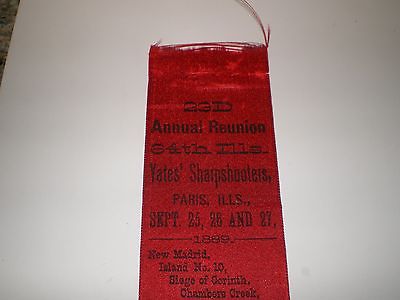 23D
Annual Reunion
64th Ills.
Yates' Sharpshooters,
PARIS, ILLS.,
SEPT. 25, 26 AND 27,
1889.
New Madrid,
Island No. 10,
Siege of Corinth,
Chambers Creek,